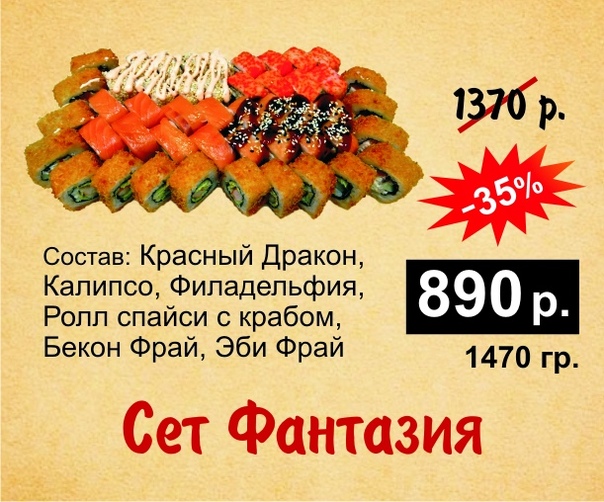 1370 р.
-35%
Состав: Красный Дракон,
Калипсо, Филадельфия,
Ролл спайси с крабом,
Бекон Фрай, Эби Фрай
890 р.
1470 гр.
Сет Фантазия